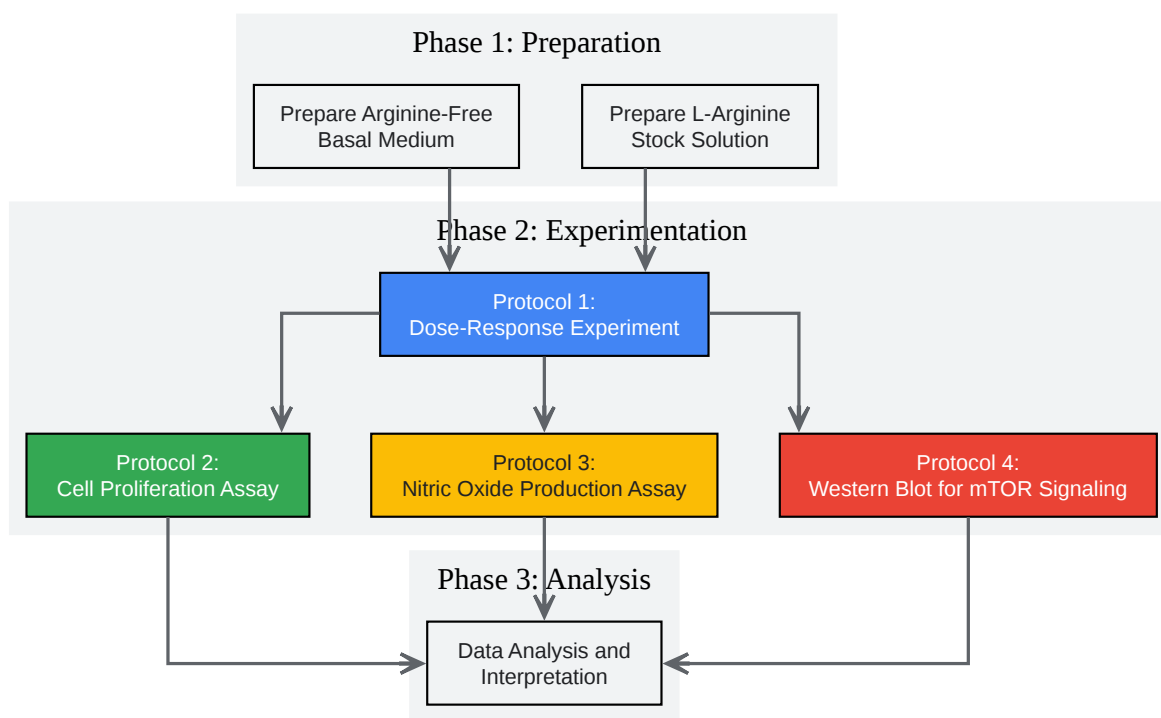 Phase 1: Preparation
Prepare Arginine-Free
Basal Medium
Prepare L-Arginine
Stock Solution
Phase 2: Experimentation
Protocol 1:
Dose-Response Experiment
Protocol 2:
Cell Proliferation Assay
Protocol 3:
Nitric Oxide Production Assay
Protocol 4:
Western Blot for mTOR Signaling
Phase 3: Analysis
Data Analysis and
Interpretation